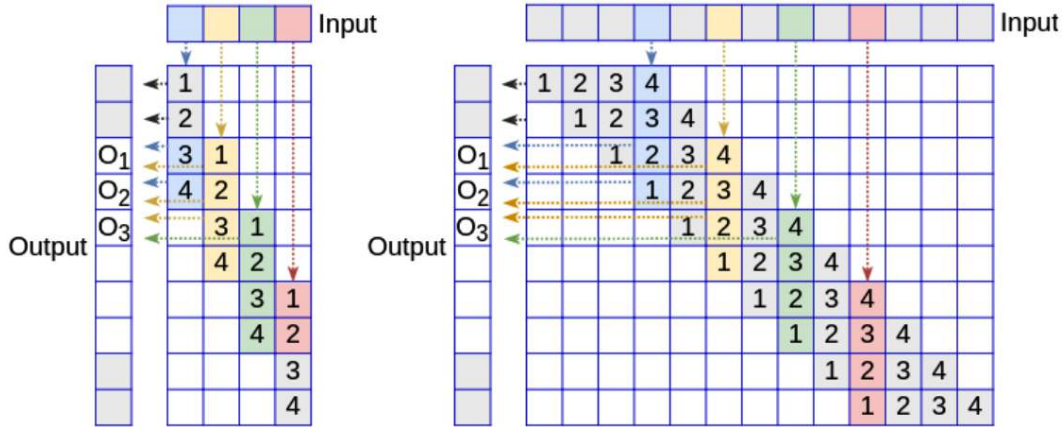 Input Input
1 1 2 3 4
2 1 2 3 4
O1 3 1 O1 1 2 3 4
O2 4 2 O2 1 2 3 4
O3 3 1 O3 1 2 3 4
Output Output
4 2 1 2 3 4
3 1 1 2 3 4
4 2 1 2 3 4
3 1 2 3 4
4 1 2 3 4